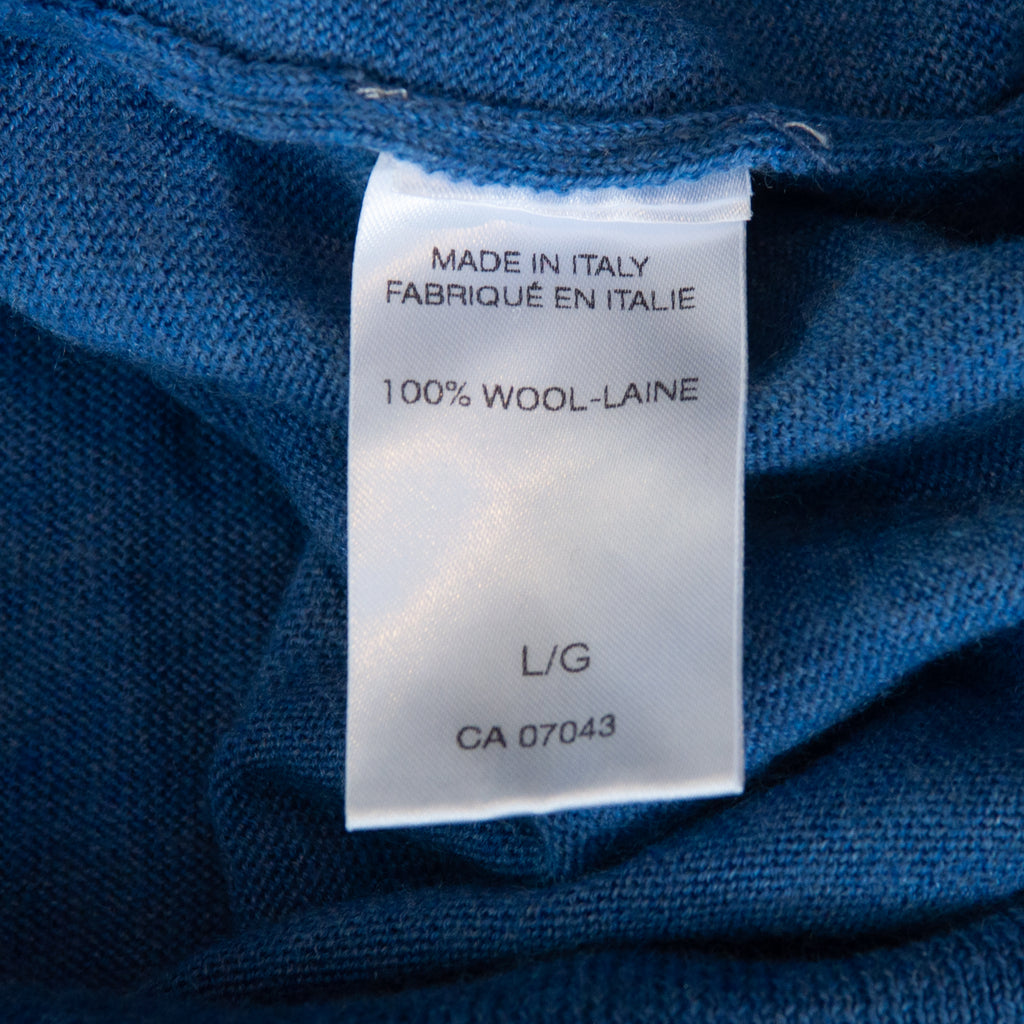 MADE IN ITALY
FABRIQUÉ EN ITALIE
100% WOOL-LAINE
L/G
CA 07043